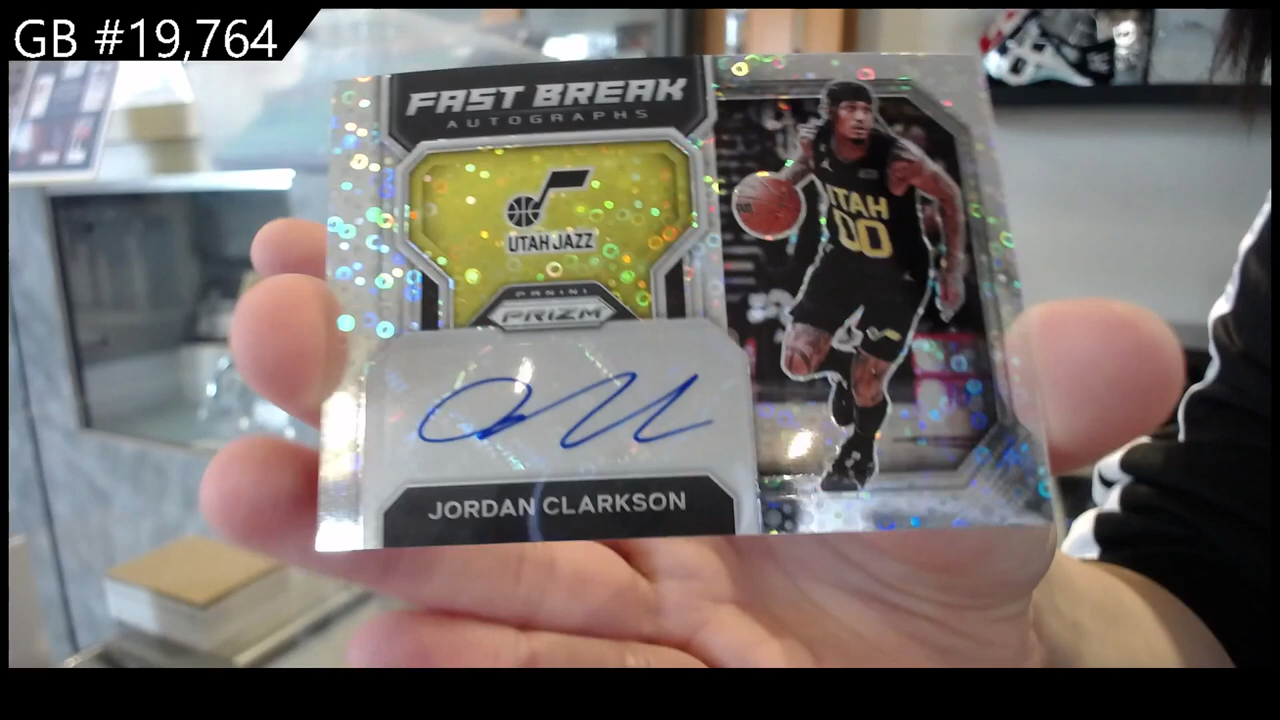 GB #19,764
FAST BREAK
AUTOGRAPHS
UTAH JAZZ
PANINI
PRIZM
JORDAN CLARKSON
UTAH
00